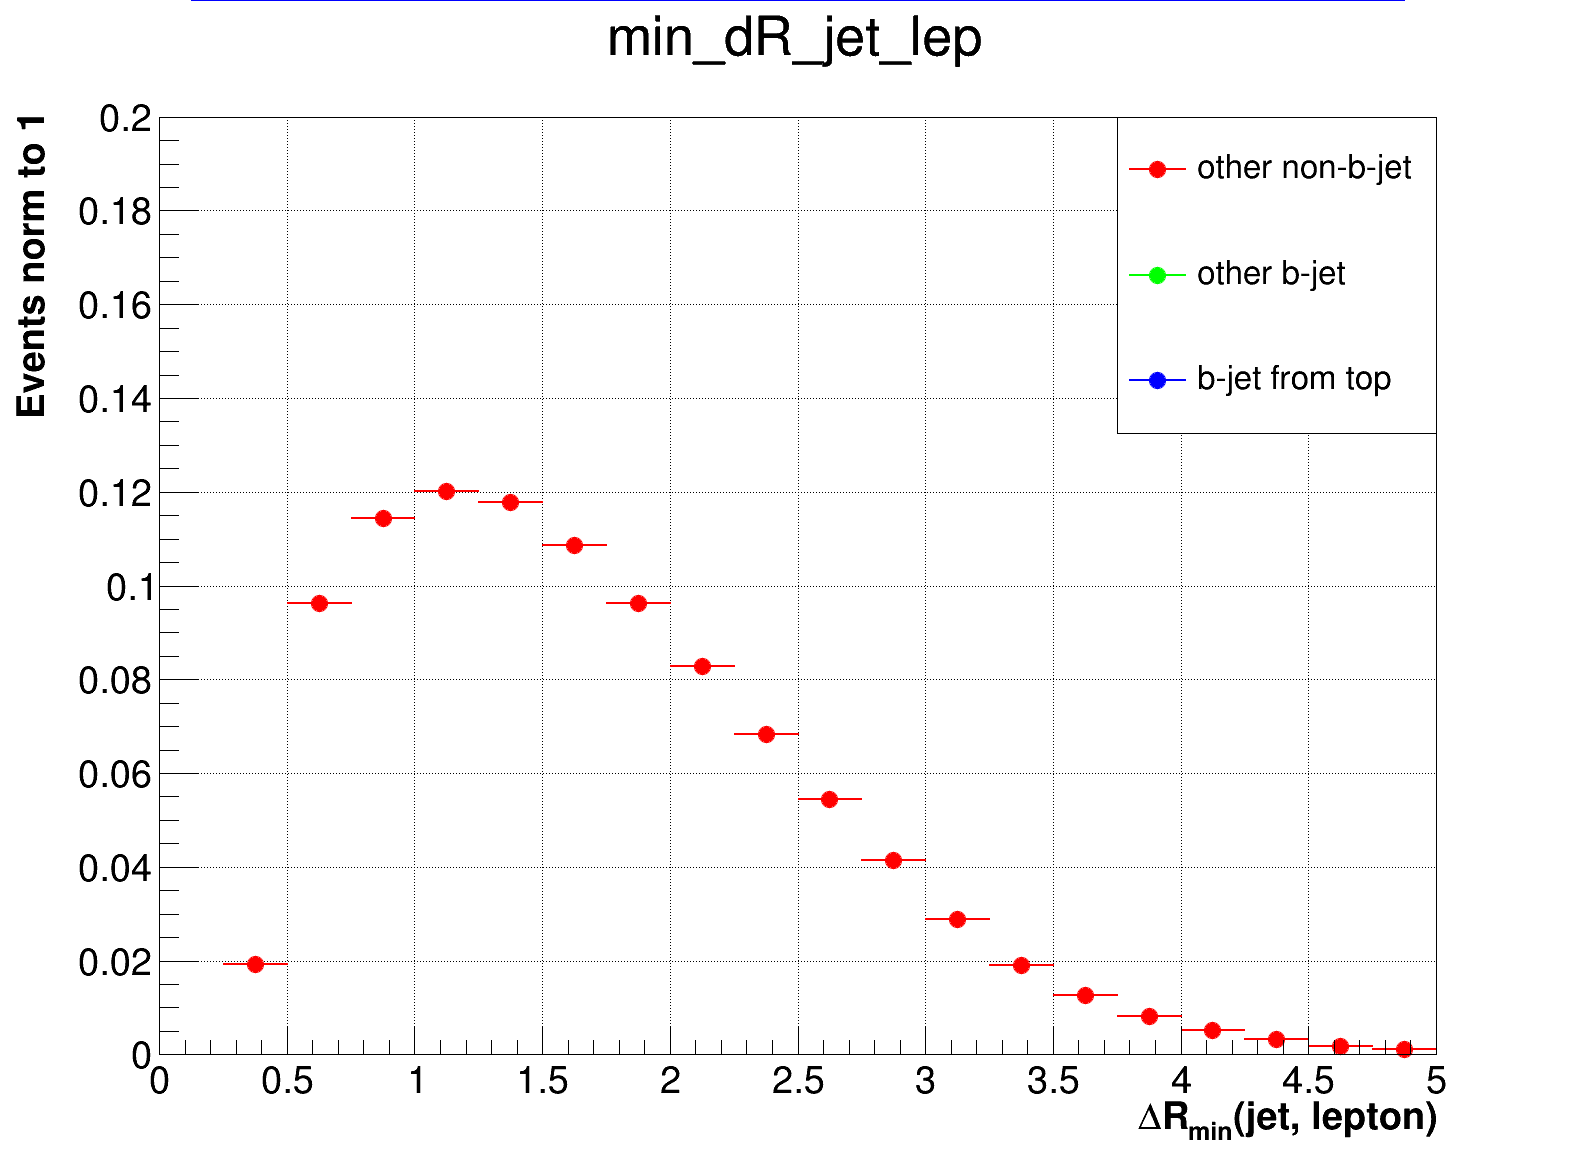 min_dR_jet_lep
Events norm to 1
0.2
0.18
0.16
0.14
0.12
0.1
0.08
0.06
0.04
0.02
0
other non-b-jet
other b-jet
b-jet from top
0 0.5 1 1.5 2 2.5 3 3.5 4 4.5 5
ΔRmin(jet, lepton)